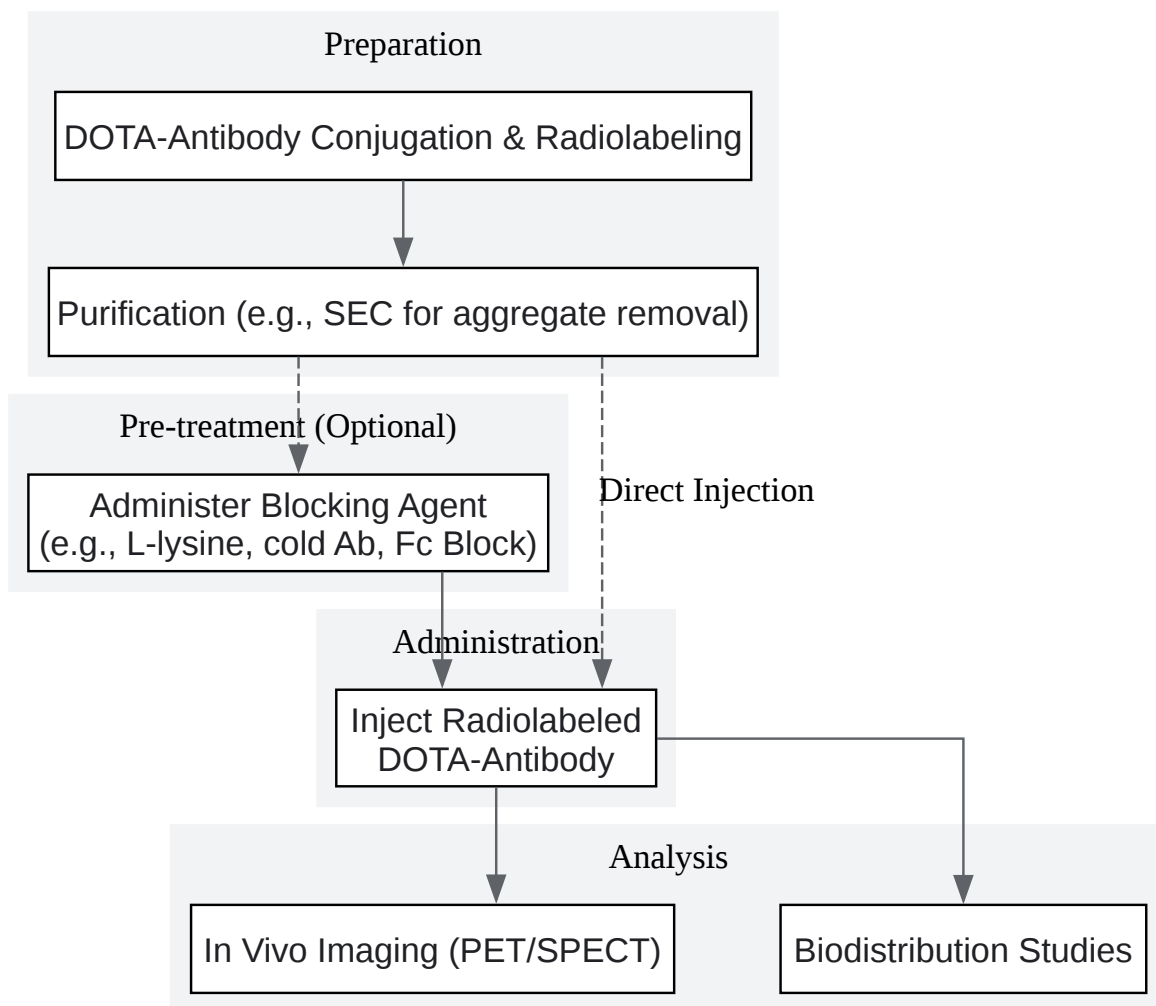 Preparation
DOTA-Antibody Conjugation & Radiolabeling
Purification (e.g., SEC for aggregate removal)
Pre-treatment (Optional)
Administer Blocking Agent
(e.g., L-lysine, cold Ab, Fc Block)
Direct Injection
Administration
Inject Radiolabeled
DOTA-Antibody
Analysis
In Vivo Imaging (PET/SPECT)
Biodistribution Studies